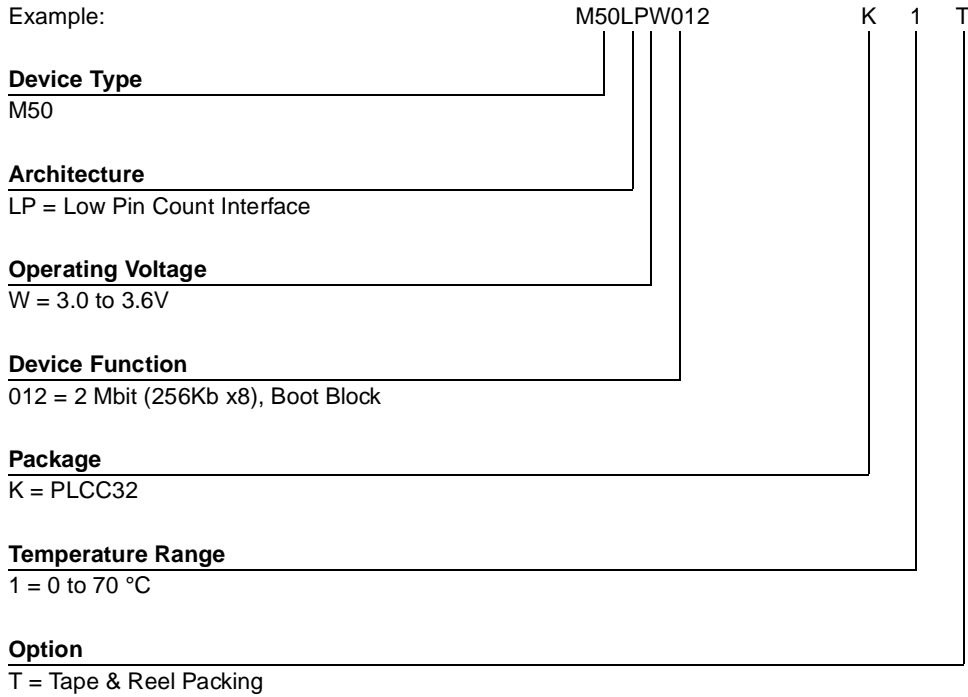 Example: M50LPW012 K 1 T
Device Type
M50
Architecture
LP = Low Pin Count Interface
Operating Voltage
W = 3.0 to 3.6V
Device Function
012 = 2 Mbit (256Kb x8), Boot Block
Package
K = PLCC32
Temperature Range
1 = 0 to 70 °C
Option
T = Tape & Reel Packing